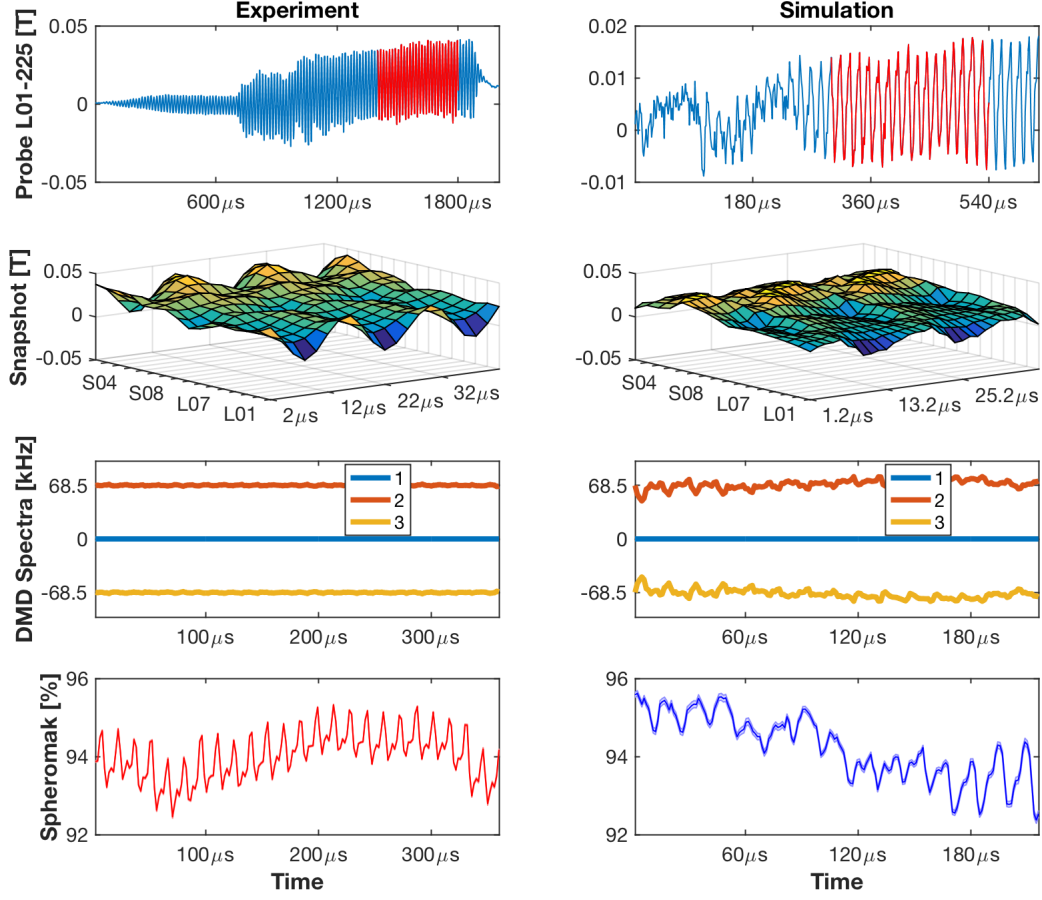 Experiment
Simulation
Probe L01-225 [T]
0.05
0
-0.05
600μs
1200μs
1800μs
0.02
0.01
0
-0.01
180μs
360μs
540μs
Snapshot [T]
0.05
0
-0.05
S04
S08
L07
L01
2μs
12μs
22μs
32μs
0.05
0
-0.05
S04
S08
L07
L01
1.2μs
13.2μs
25.2μs
DMD Spectra [kHz]
68.5
0
-68.5
1
2
3
100μs
200μs
300μs
68.5
0
-68.5
1
2
3
60μs
120μs
180μs
Spheromak [%]
96
94
92
100μs
200μs
300μs
Time
96
94
92
60μs
120μs
180μs
Time